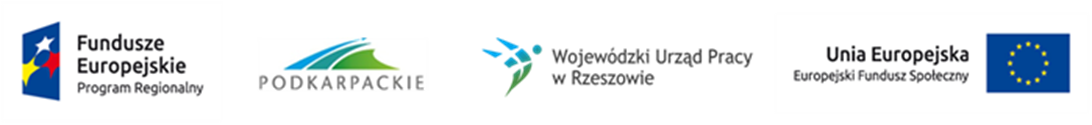 Fundusze
Europejskie
Program Regionalny
PODKARPACKIE
Wojewódzki Urząd Pracy
w Rzeszowie
Unia Europejska
Europejski Fundusz Społeczny